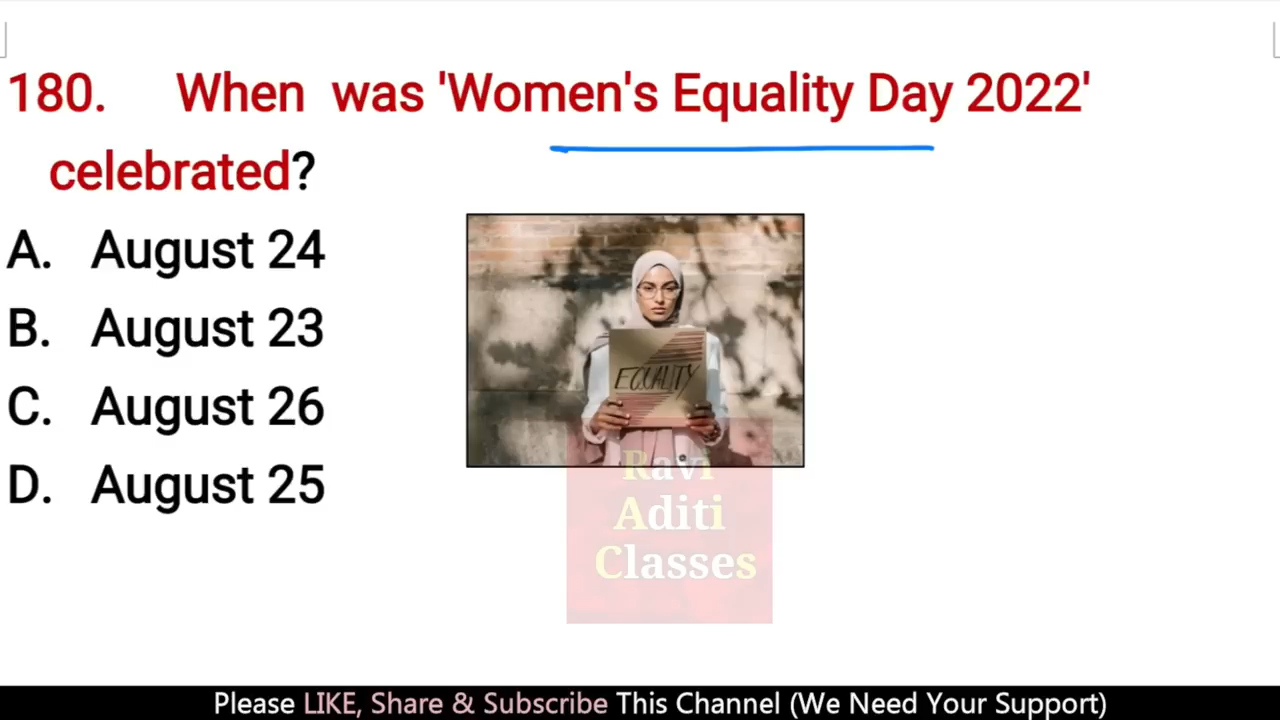 180. When was 'Women's Equality Day 2022'
celebrated?
A. August 24
B. August 23
C. August 26
D. August 25
EQUALITY
Ravi
Aditi
Classes
Please LIKE, Share & Subscribe This Channel (We Need Your Support)